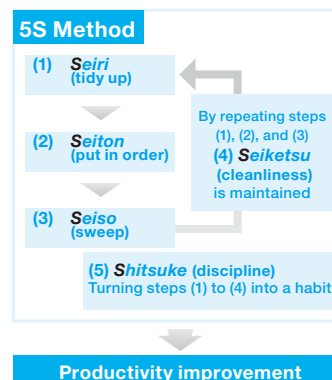 5S Method
(1) Seiri
(tidy up)
(2) Seiton
(put in order)
(3) Seiso
(sweep)
By repeating steps
(1), (2), and (3)
(4) Seiketsu
(cleanliness)
is maintained
(5) Shitsuke (discipline)
Turning steps (1) to (4) into a habit
Productivity improvement